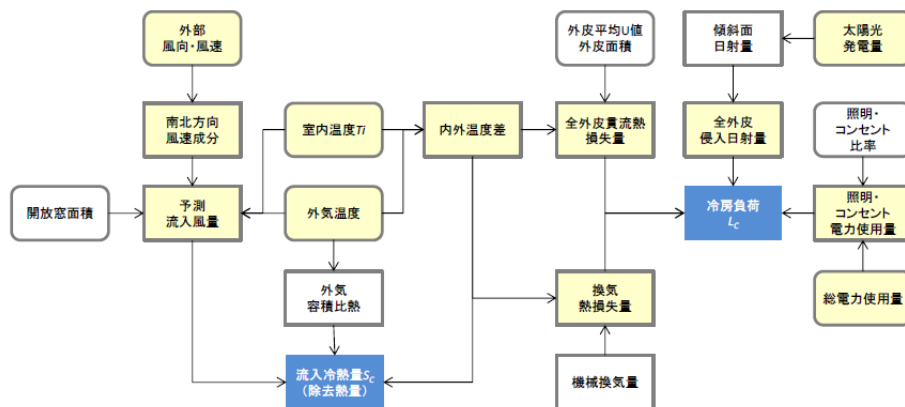 外部
風向・風速
外皮平均U値
外皮面積
傾斜面
日射量
太陽光
発電量
南北方向
風速成分
室内温度Ti
内外温度差
全外皮貫流熱
損失量
全外皮
侵入日射量
照明・
コンセント
比率
開放窓面積
予測
流入風量
外気温度
冷房負荷
LC
照明・
コンセント
電力使用量
外気
容積比熱
換気
熱損失量
総電力使用量
流入冷熱量SC
（除去熱量）
機械換気量